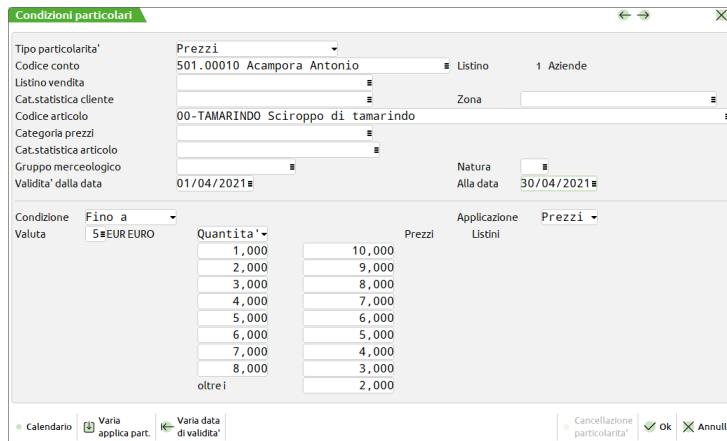 Condizioni particolari
Tipo particolarita' Prezzi
Codice conto 501.00010 Acampora Antonio Listino 1 Aziende
Listino vendita
Cat.statistica cliente Zona
Codice articolo 00-TAMARINDO Sciroppo di tamarindo
Categoria prezzi
Cat.statistica articolo
Gruppo merceologico Natura
Validita' dalla data 01/04/2021 Alla data 30/04/2021
Condizione Fino a Applicazione Prezzi
Valuta 5 EUR EURO Quantita' Prezzi Listini
1,000 10,000
2,000 9,000
3,000 8,000
4,000 7,000
5,000 6,000
6,000 5,000
7,000 4,000
8,000 3,000
oltre i 2,000
Calendario Varia applica part. Varia data di validita' Cancellazione particolarita' Ok Annull